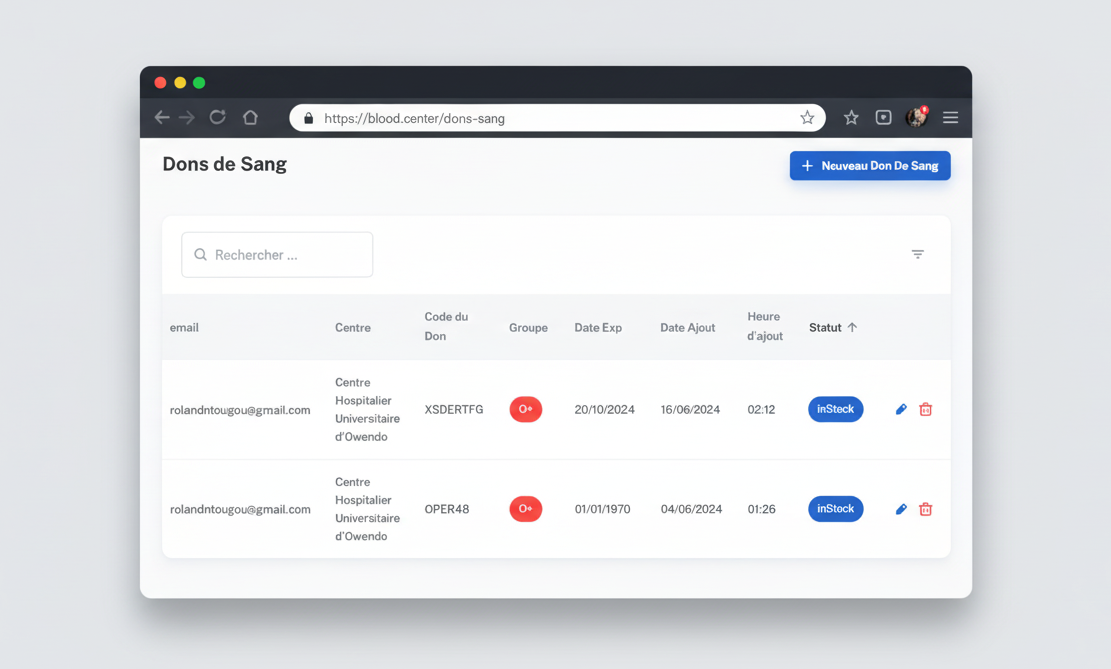 https://blood.center/dons-sang
Dons de Sang
+ Nouveau Don De Sang
Rechercher ...
email
Centre
Code du
Don
Groupe
Date Exp
Date Ajout
Heure
d'ajout
Statut ↑
rolandntougou@gmail.com
Centre
Hospitalier
Universitaire
d'Owendo
XSDERTFG
O+
20/10/2024
16/06/2024
02:12
inStock
rolandntougou@gmail.com
Centre
Hospitalier
Universitaire
d'Owendo
OPER48
O+
01/01/1970
04/06/2024
01:26
inStock